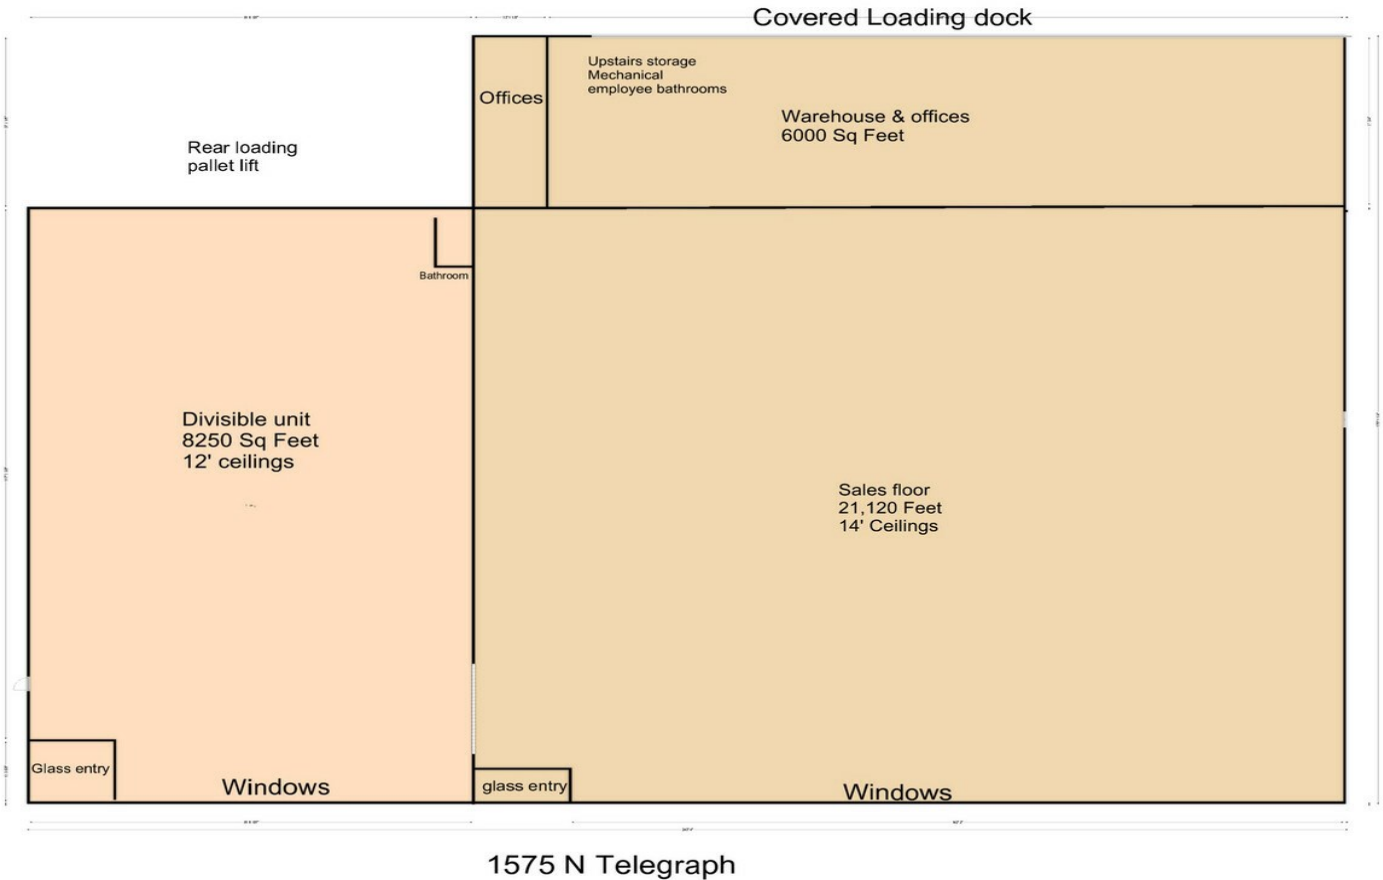 Covered Loading dock
Upstairs storage
Mechanical
employee bathrooms
Offices
Warehouse & offices
6000 Sq Feet
Rear loading
pallet lift
Bathroom
Divisible unit
8250 Sq Feet
12' ceilings
Sales floor
21,120 Feet
14' Ceilings
Glass entry
Windows
glass entry
Windows
1575 N Telegraph